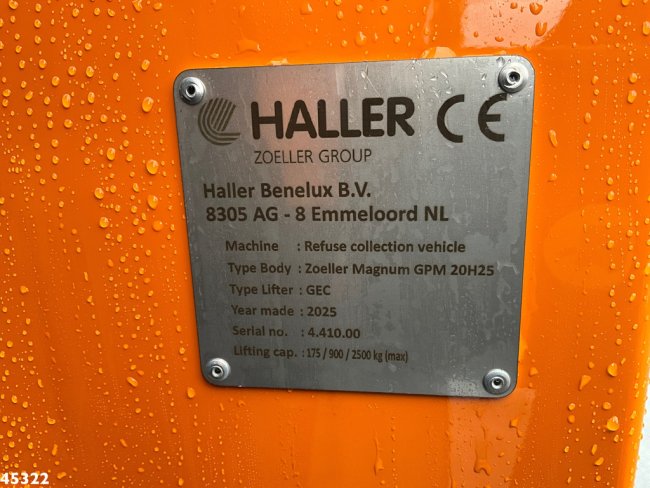 HALLER CE
ZOELLER GROUP
Haller Benelux B.V.
8305 AG - 8 Emmeloord NL
Machine : Refuse collection vehicle
Type Body : Zoeller Magnum GPM 20H25
Type Lifter : GEC
Year made : 2025
Serial no. : 4.410.00
Lifting cap. : 175 / 900 / 2500 kg (max)
45322